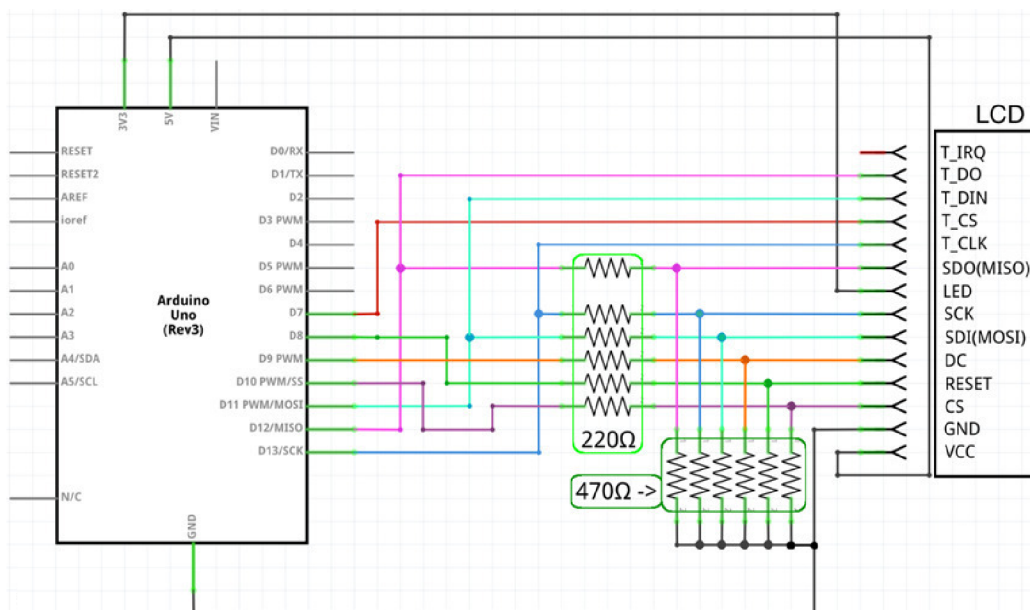 LCD
3V3
5V
VIN
RESET
RESET2
AREF
ioref
A0
A1
A2
A3
A4/SDA
A5/SCL
N/C
Arduino
Uno
(Rev3)
D0/RX
D1/TX
D2
D3 PWM
D4
D5 PWM
D6 PWM
D7
D8
D9 PWM
D10 PWM/SS
D11 PWM/MOSI
D12/MISO
D13/SCK
GND
220Ω
470Ω ->
T_IRQ
T_DO
T_DIN
T_CS
T_CLK
SDO(MISO)
LED
SCK
SDI(MOSI)
DC
RESET
CS
GND
VCC